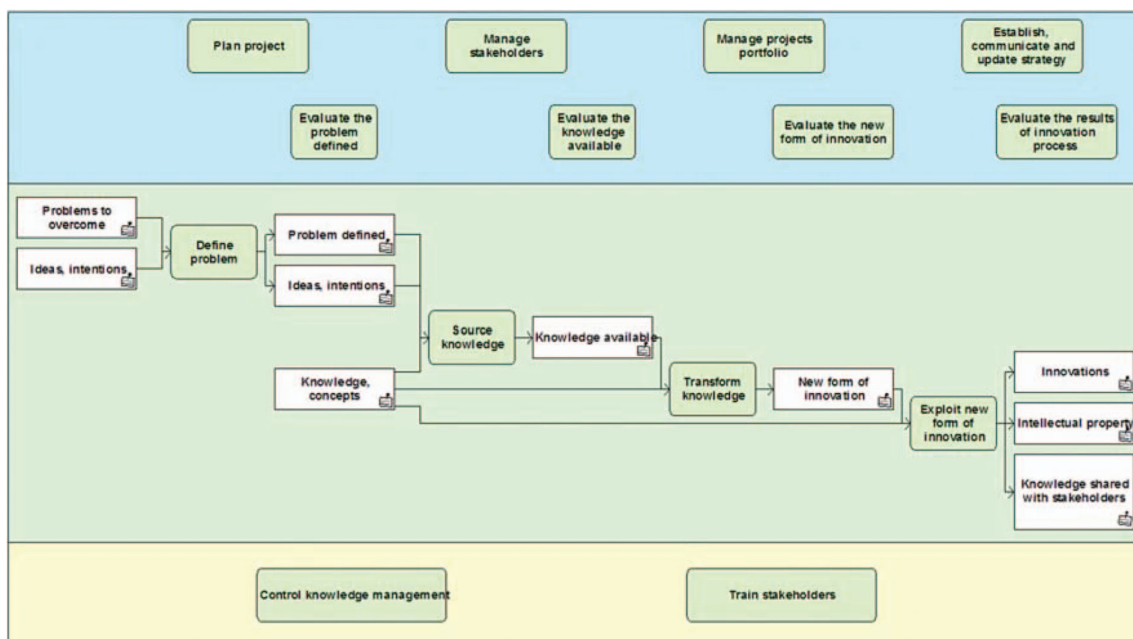 Plan project
Manage
stakeholders
Manage projects
portfolio
Establish,
communicate and
update strategy
Evaluate the
problem
defined
Evaluate the
knowledge
available
Evaluate the new
form of innovation
Evaluate the results
of innovation
process
Problems to
overcome
Ideas, intentions
Define
problem
Problem defined
Ideas, intentions
Source
knowledge
Knowledge available
Knowledge,
concepts
Transform
knowledge
New form of
innovation
Exploit new
form of
innovation
Innovations
Intellectual property
Knowledge shared
with stakeholders
Control knowledge management
Train stakeholders